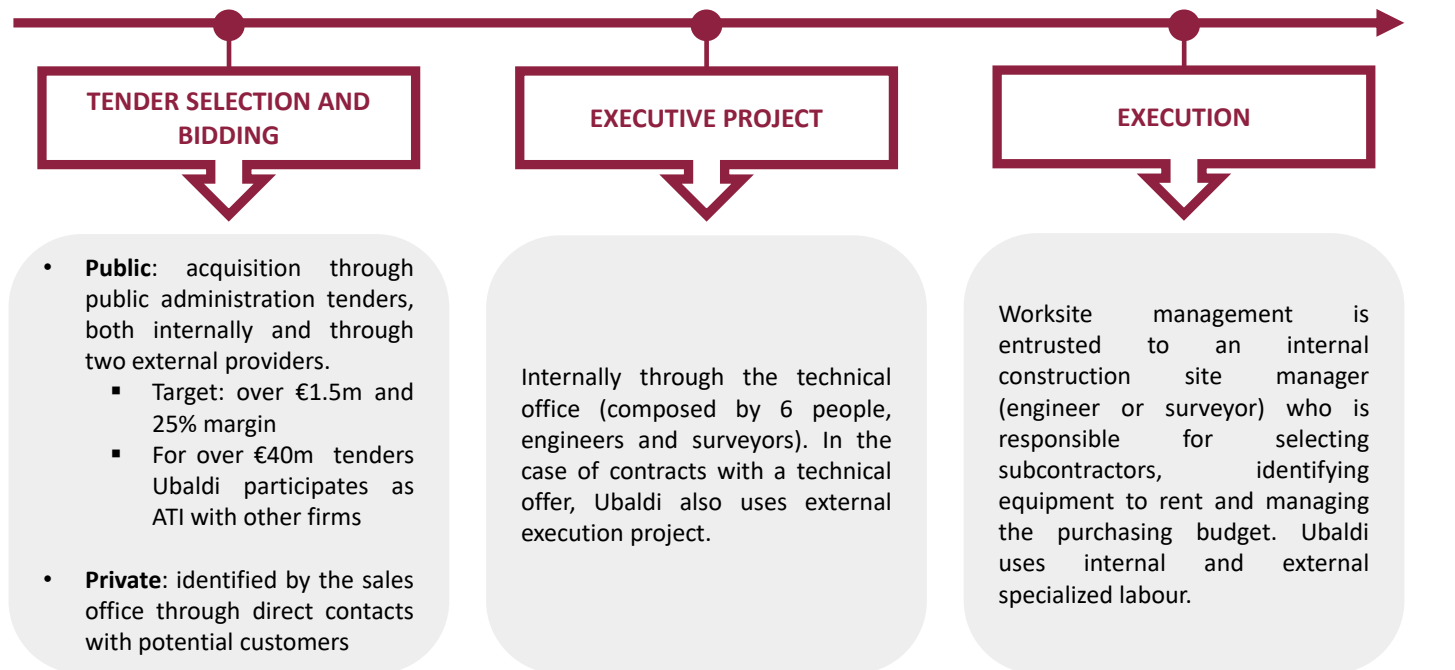 TENDER SELECTION AND
BIDDING
• Public: acquisition through
public administration tenders,
both internally and through
two external providers.
▪ Target: over €1.5m and
25% margin
▪ For over €40m tenders
Ubaldi participates as
ATI with other firms
• Private: identified by the sales
office through direct contacts
with potential customers
EXECUTIVE PROJECT
Internally through the technical
office (composed by 6 people,
engineers and surveyors). In the
case of contracts with a technical
offer, Ubaldi also uses external
execution project.
EXECUTION
Worksite management is
entrusted to an internal
construction site manager
(engineer or surveyor) who is
responsible for selecting
subcontractors, identifying
equipment to rent and managing
the purchasing budget. Ubaldi
uses internal and external
specialized labour.